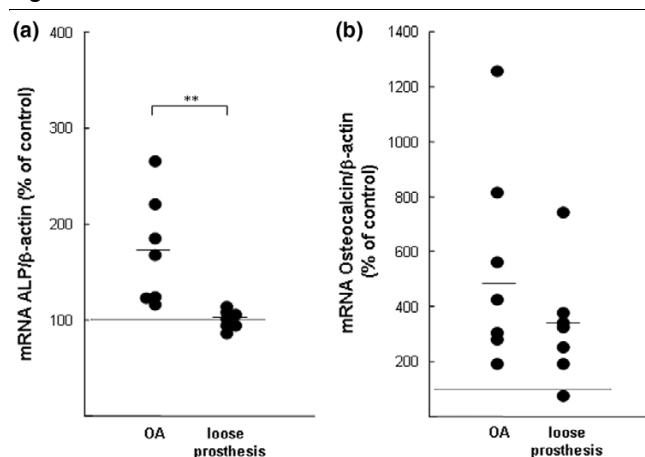 (a)
mRNA ALP/β-actin (% of control)
400
300
200
100
**
OA
loose
prosthesis
(b)
mRNA Osteocalcin/β-actin
(% of control)
1400
1200
1000
800
600
400
200
OA
loose
prosthesis